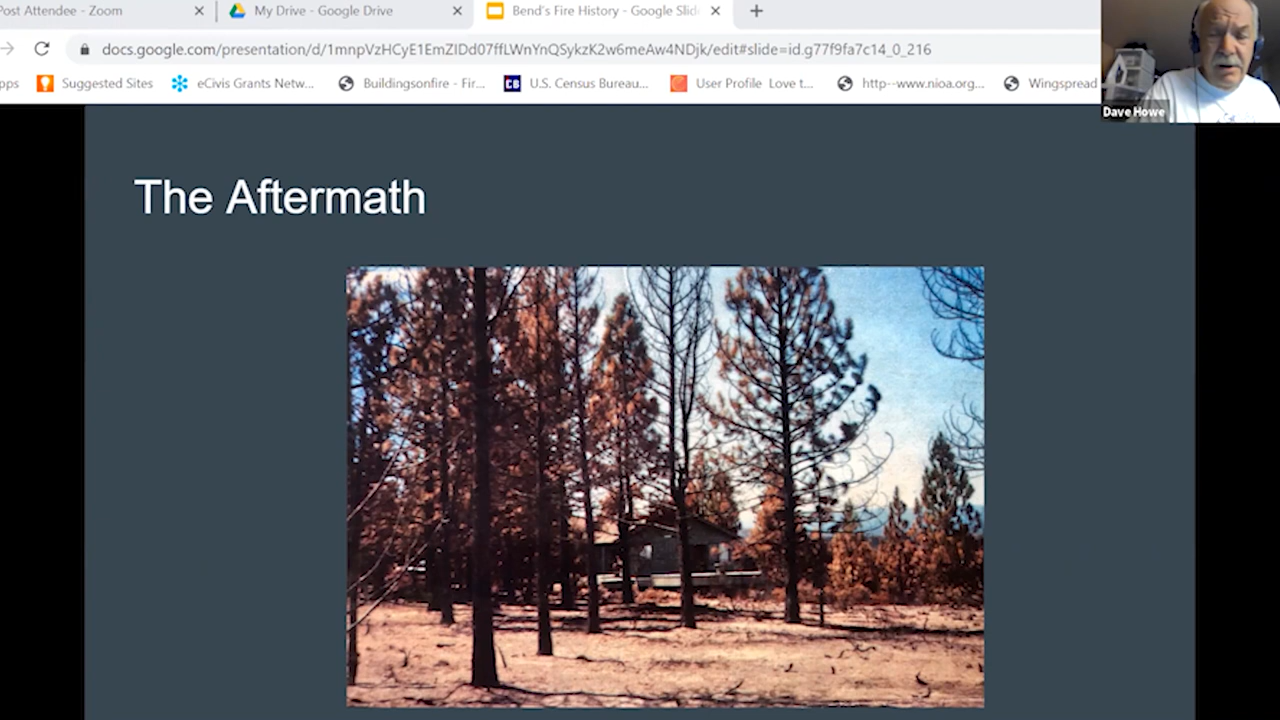 Post Attendee - Zoom
My Drive - Google Drive
Bend's Fire History - Google Slid
docs.google.com/presentation/d/1mnpVzHCyE1EmZIDd07ffLWnYnQSykzK2w6meAw4NDjk/edit#slide=id.g77f9fa7c14_0_216
pps
Suggested Sites
eCivis Grants Netw...
Buildingsonfire - Fir...
CB
U.S. Census Bureau...
User Profile Love t...
http--www.nioa.org...
Wingspread
Dave Howe
The Aftermath